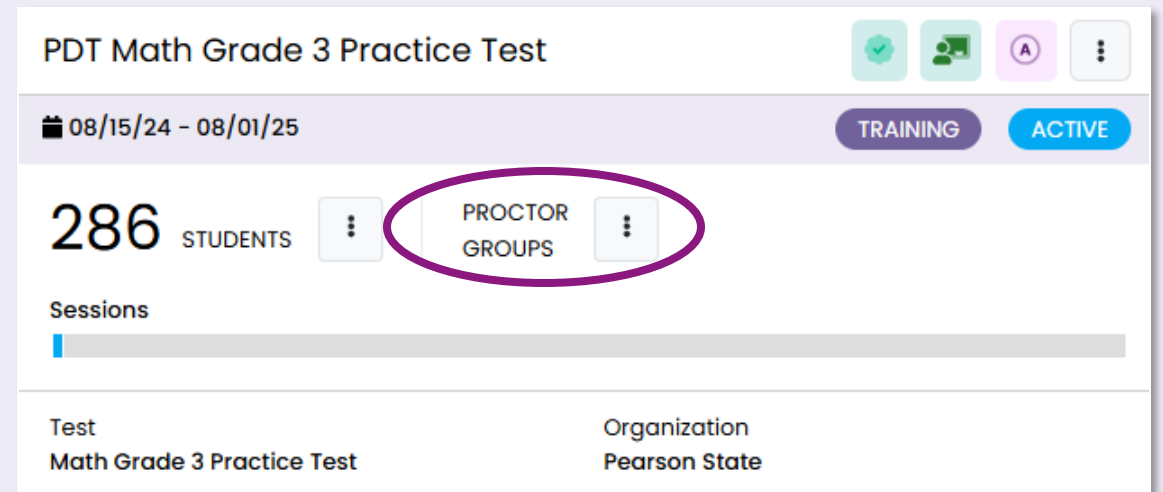 PDT Math Grade 3 Practice Test
A
08/15/24 - 08/01/25
TRAINING
ACTIVE
286 STUDENTS
PROCTOR
GROUPS
Sessions
Test
Math Grade 3 Practice Test
Organization
Pearson State